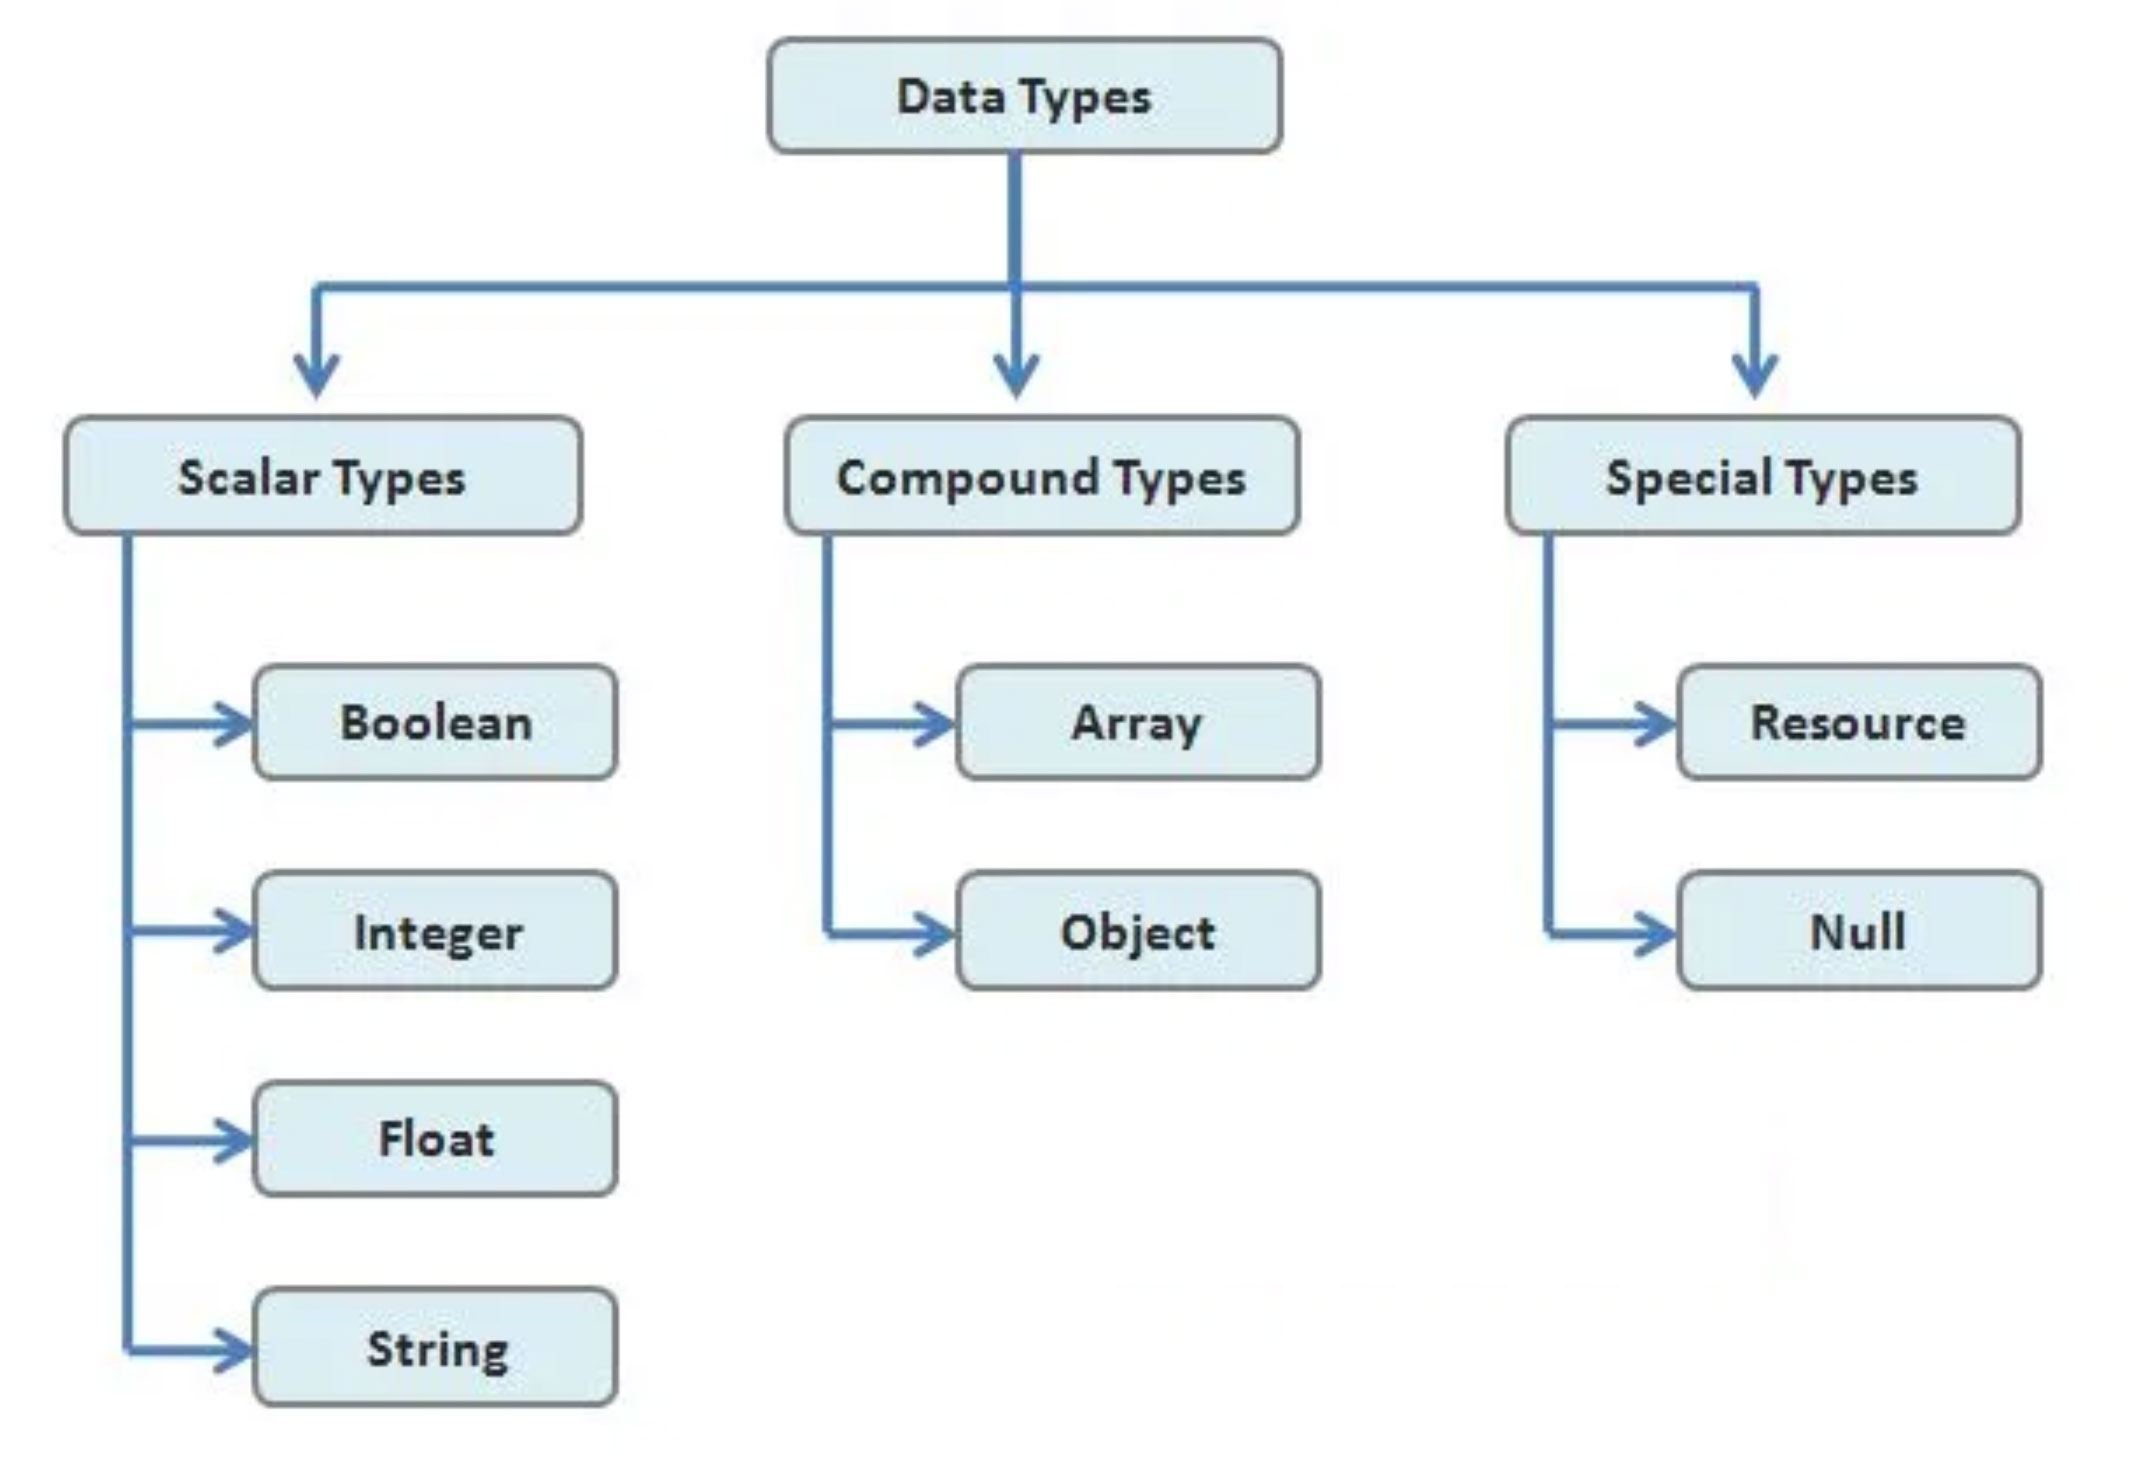 Data Types
Scalar Types
Compound Types
Special Types
Boolean
Array
Resource
Integer
Object
Null
Float
String